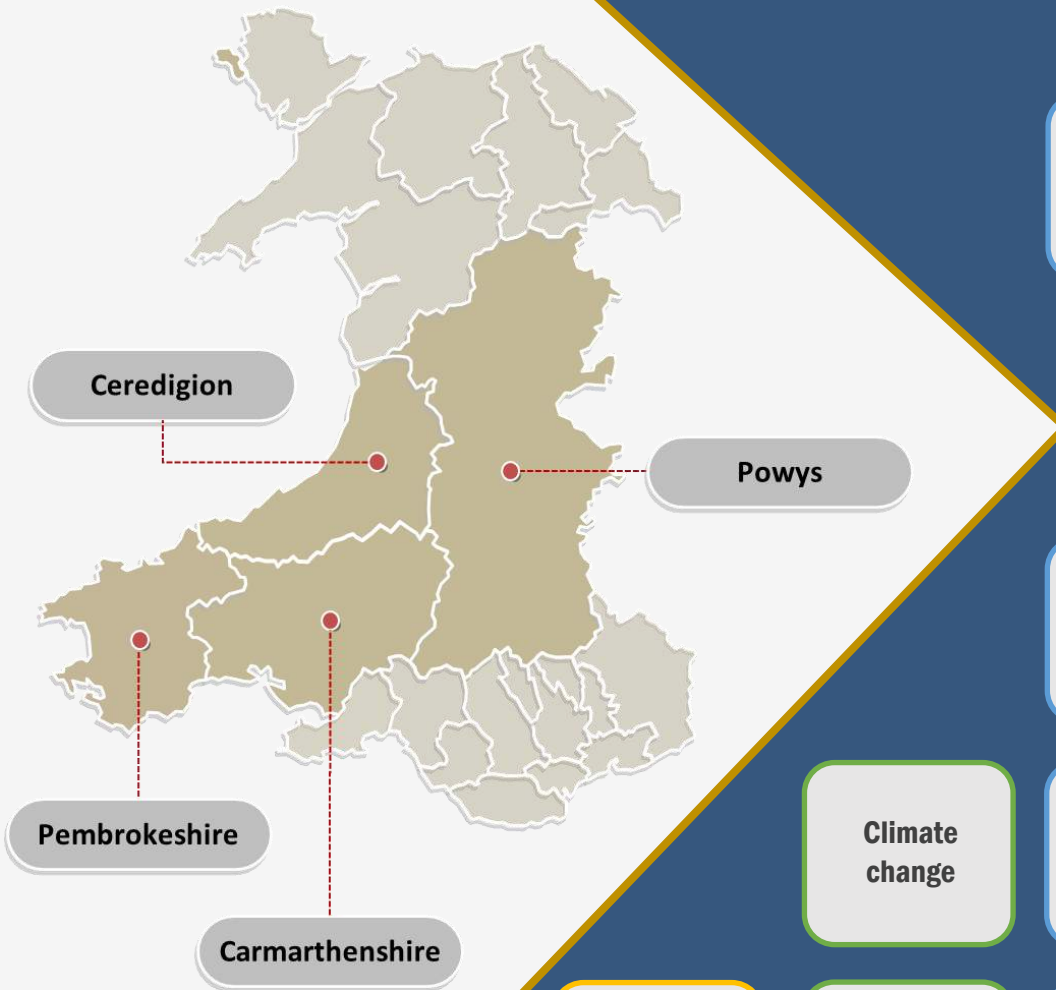 Ceredigion
Powys
Pembrokeshire
Carmarthenshire
Climate
change